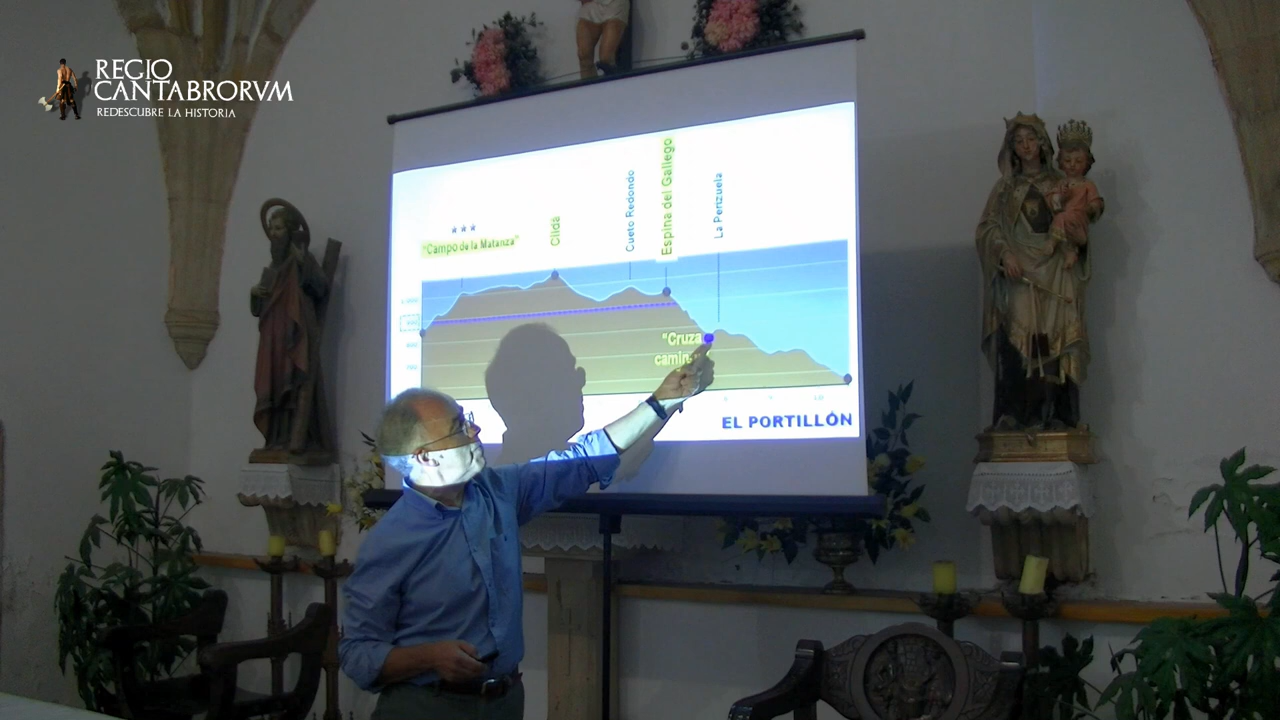 REGIO
CANTABRORVM
REDESCUBRE LA HISTORIA
***
"Campo de la Matanza"
Cilda
Cueto Redondo
Espina del Gallego
La Penzuela
"Cruza
camin
EL PORTILLÓN